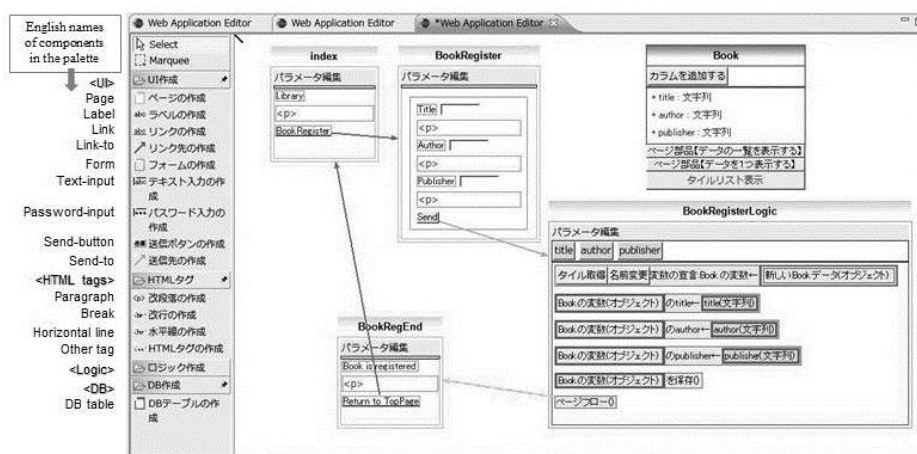 English names
of components
in the palette
<UI>
Page
Label
Link
Link-to
Form
Text-input
Password-input
Send-button
Send-to
<HTML tags>
Paragraph
Break
Horizontal line
Other tag
<Logic>
<DB>
DB table
Web Application Editor
Web Application Editor
*Web Application Editor
Select
Marquee
UI作成
ページの作成
abc ラベルの作成
abc リンクの作成
リンク先の作成
フォームの作成
テキスト入力の作
成
パスワード入力の
作成
送信ボタンの作成
送信先の作成
HTMLタグ
改段落の作成
改行の作成
水平線の作成
HTMLタグの作成
ロジック作成
DB作成
DBテーブルの作
成
index
パラメータ編集
Library
<p>
BookRegister
BookRegister
パラメータ編集
Title
<p>
Author
<p>
Publisher
<p>
Send
Book
カラムを追加する
+ title : 文字列
+ author : 文字列
+ publisher : 文字列
ページ部品【データの一覧を表示する】
ページ部品【データを1つ表示する】
タイルリスト表示
BookRegisterLogic
パラメータ編集
title author publisher
タイル取得 名前変更 変数の宣言:Bookの変数← 新しいBookデータ(オブジェクト)
Bookの変数(オブジェクト) のtitle← title(文字列)
Bookの変数(オブジェクト) のauthor← author(文字列)
Bookの変数(オブジェクト) のpublisher← publisher(文字列)
Bookの変数(オブジェクト) を保存()
ページフロー()
BookRegEnd
パラメータ編集
Book is registered
<p>
Return to TopPage